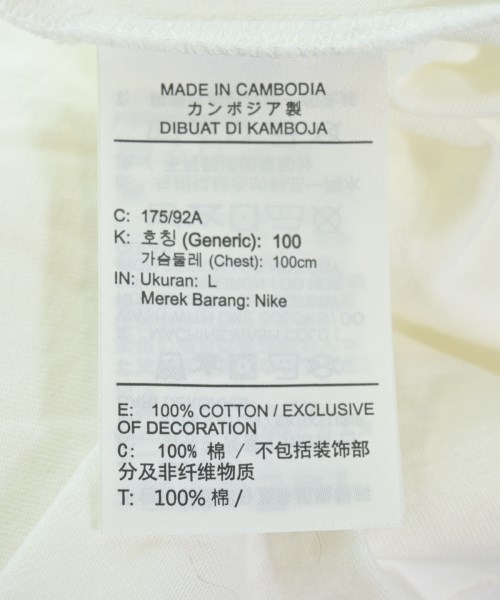 MADE IN CAMBODIA
カンボジア製
DIBUAT DI KAMBOJA
C: 175/92A
K: 호칭 (Generic): 100
가슴둘레 (Chest): 100cm
IN: Ukuran: L
Merek Barang: Nike
E: 100% COTTON / EXCLUSIVE
OF DECORATION
C: 100% 棉 / 不包括装饰部
分及非纤维物质
T: 100% 棉 /